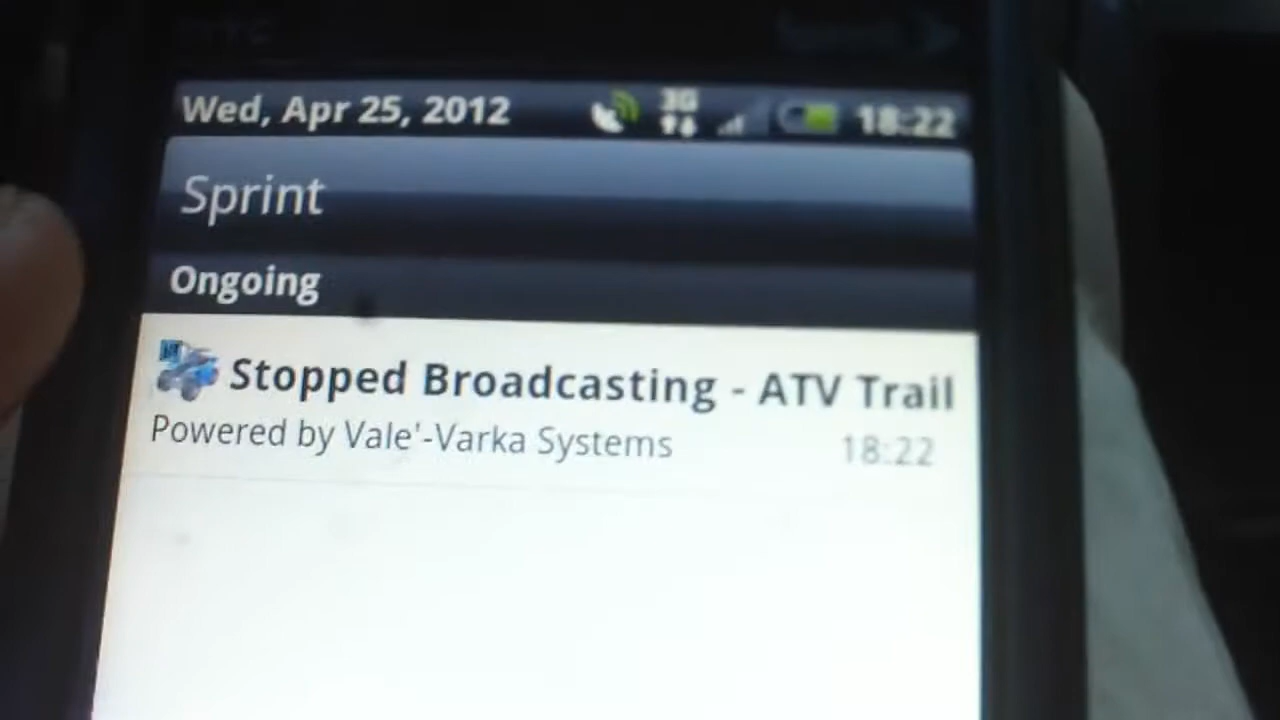 HTC
Wed, Apr 25, 2012 3G 18:22
Sprint
Ongoing
Stopped Broadcasting - ATV Trail
Powered by Vale'-Varka Systems 18:22